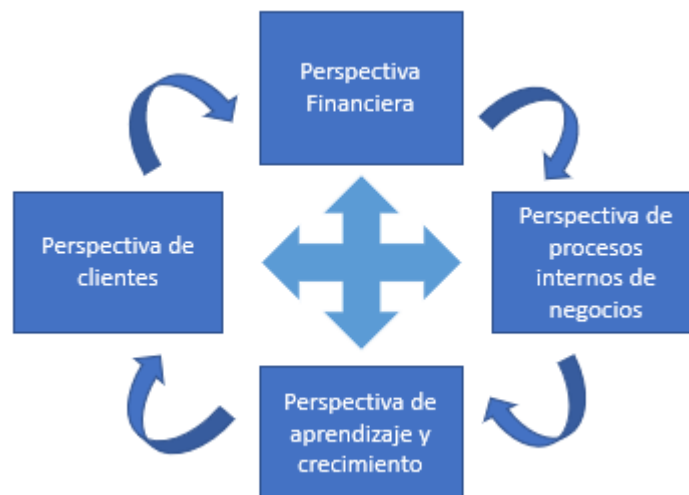 Perspectiva
Financiera
Perspectiva de
clientes
Perspectiva de
procesos
internos de
negocios
Perspectiva de
aprendizaje y
crecimiento